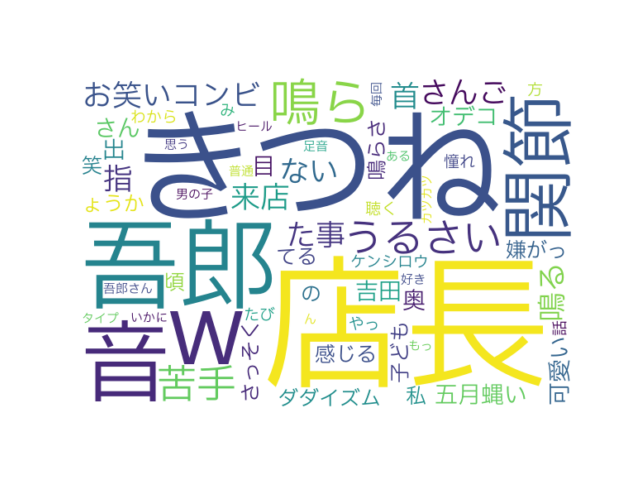 お笑いコンビ
鳴ら
首
さんご
毎回
方
わから
み
さん
ヒール
オデコ
笑
出
思う
きつね
足音
ある
鳴らさ
憧れ
関節
指
目
ない
普通
男の子
来店
聴く
カツカツ
ょうか
吾郎
店長
た事
うるさい
嫌がっ
てる
ケンシロウ
鳴る
吾郎さん
頃
の
吉田
好き
奥
タイプ
いかに
たび
ん
やっ
子ども
もっ
話
音
W
さっそく
感じる
可愛い
苦手
ダダイズム
私
五月蝿い